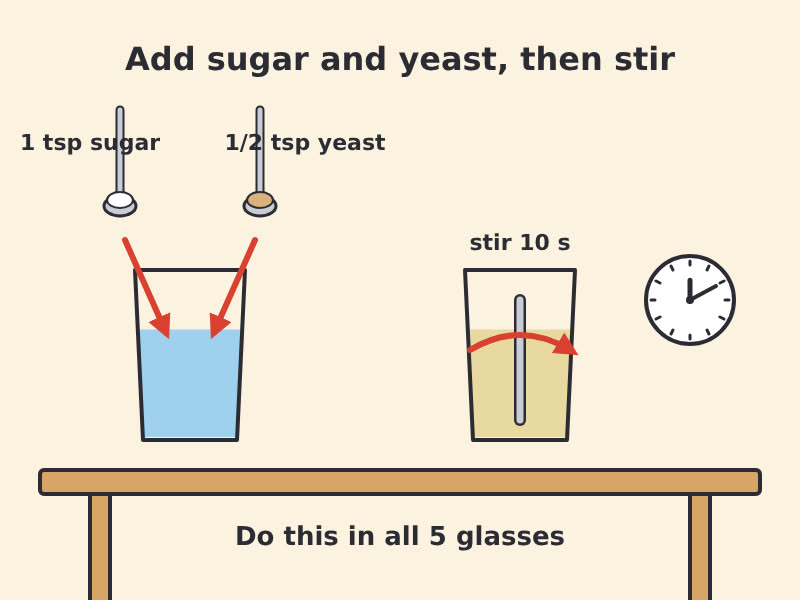 Add sugar and yeast, then stir
1 tsp sugar
1/2 tsp yeast
stir 10 s
Do this in all 5 glasses